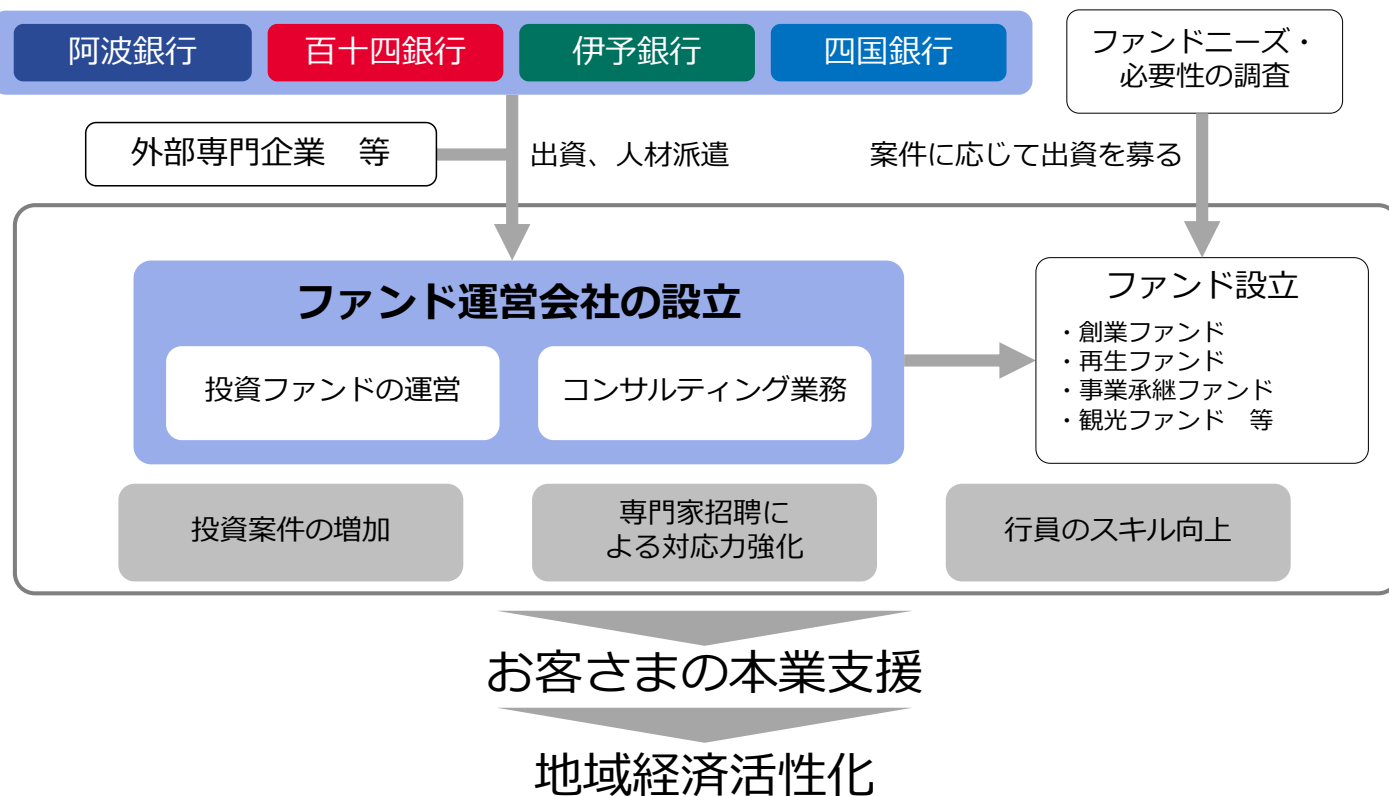 阿波銀行
百十四銀行
伊予銀行
四国銀行
ファンドニーズ・
必要性の調査
外部専門企業　等
出資、人材派遣
案件に応じて出資を募る
ファンド運営会社の設立
投資ファンドの運営
コンサルティング業務
ファンド設立
・創業ファンド
・再生ファンド
・事業承継ファンド
・観光ファンド　等
投資案件の増加
専門家招聘に
よる対応力強化
行員のスキル向上
お客さまの本業支援
地域経済活性化